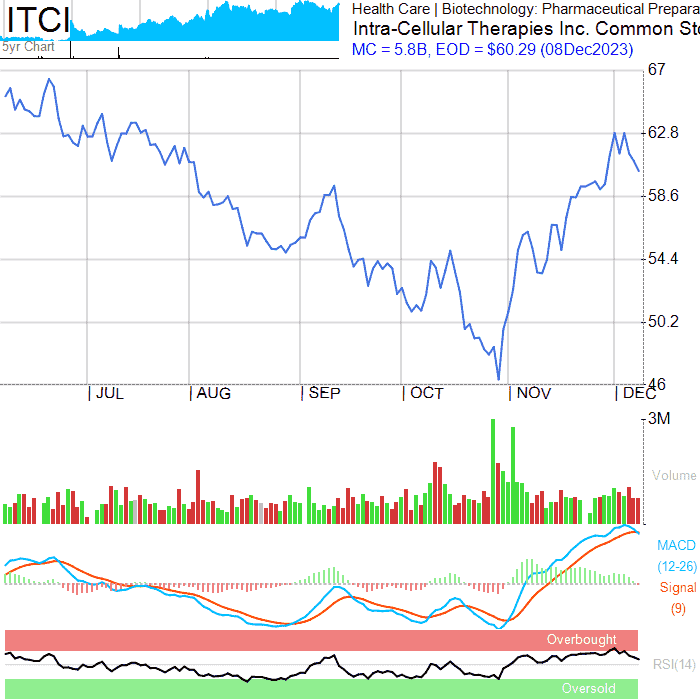 ITCI
5yr Chart
Health Care | Biotechnology: Pharmaceutical Prepara
Intra-Cellular Therapies Inc. Common Sto
MC = 5.8B, EOD = $60.29 (08Dec2023)
67
62.8
58.6
54.4
50.2
46
JUL AUG SEP OCT NOV DEC
3M
Volume
MACD
(12-26)
Signal
(9)
Overbought
RSI(14)
Oversold